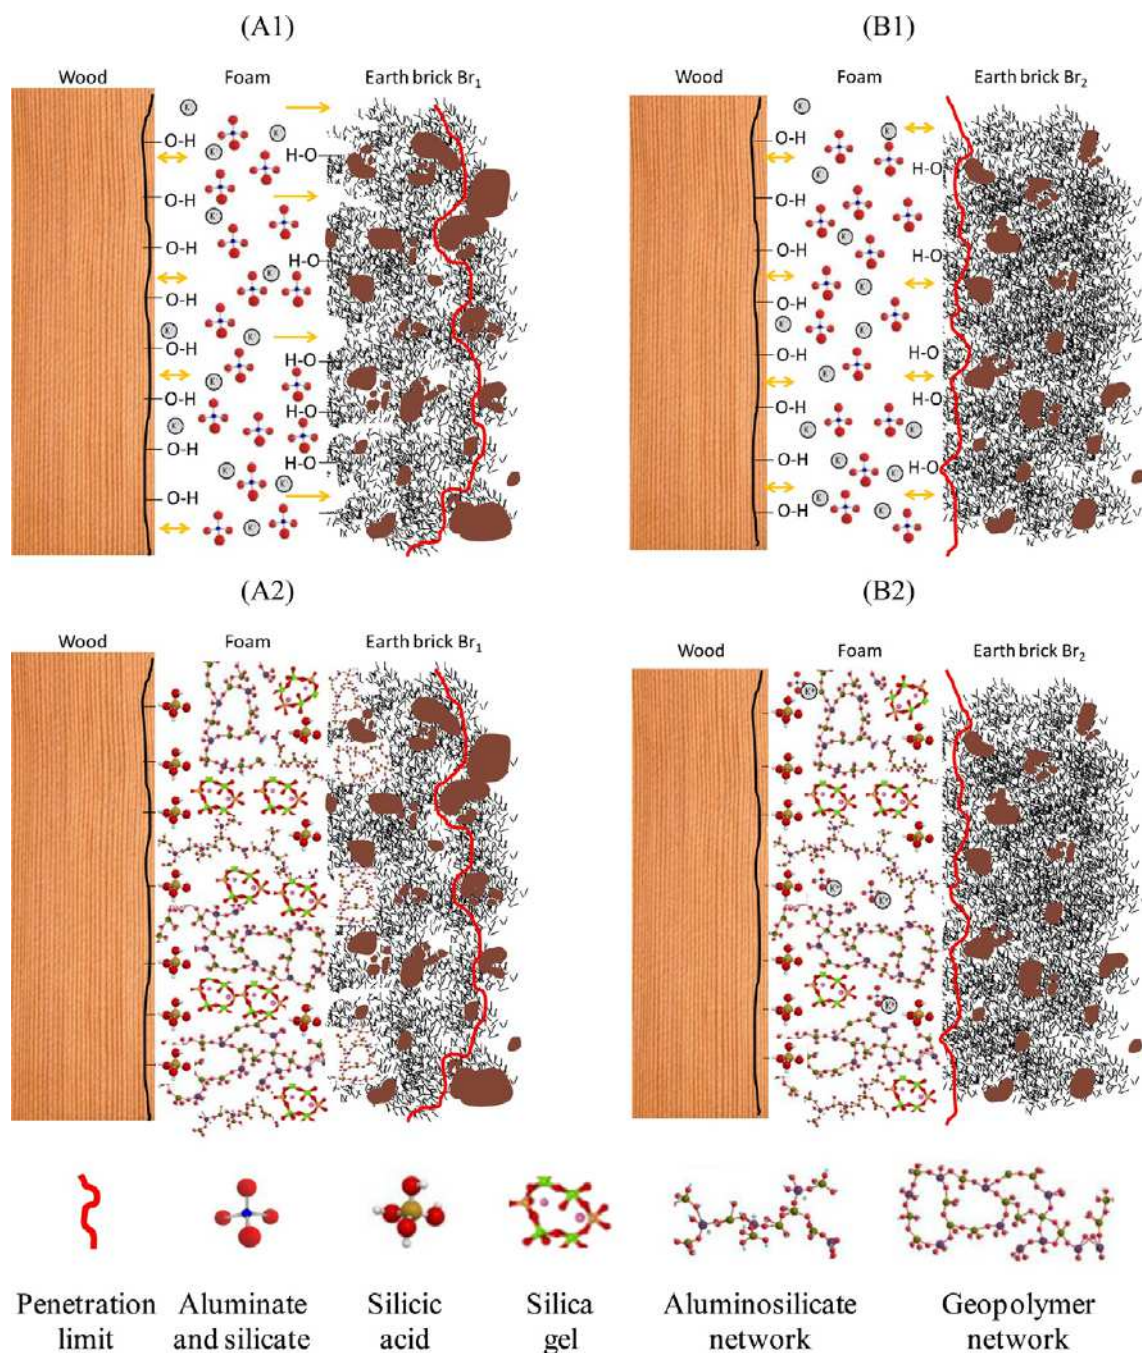 (A1)
(B1)
Wood Foam Earth brick Br₁
Wood Foam Earth brick Br₂
K
K
O-H
K
H-O
O-H
K
O-H
H-O
K
O-H
K
K
O-H
H-O
K
O-H
H-O
K
O-H
H-O
K
O-H
K
K
K
O-H
H-O
K
O-H
K
O-H
H-O
K
O-H
K
K
O-H
H-O
K
O-H
H-O
K
K
O-H
H-O
K
K
O-H
K
(A2)
(B2)
Wood Foam Earth brick Br₁
Wood Foam Earth brick Br₂
K⁺
K⁺
K⁺
K⁺
Penetration
limit
Aluminate
and silicate
Silicic
acid
Silica
gel
Aluminosilicate
network
Geopolymer
network